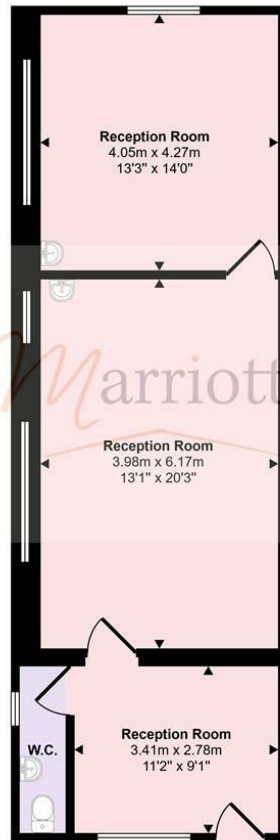 Reception Room
4.05m x 4.27m
13'3" x 14'0"
Marriott
Reception Room
3.98m x 6.17m
13'1" x 20'3"
Reception Room
3.41m x 2.78m
11'2" x 9'1"
W.C.